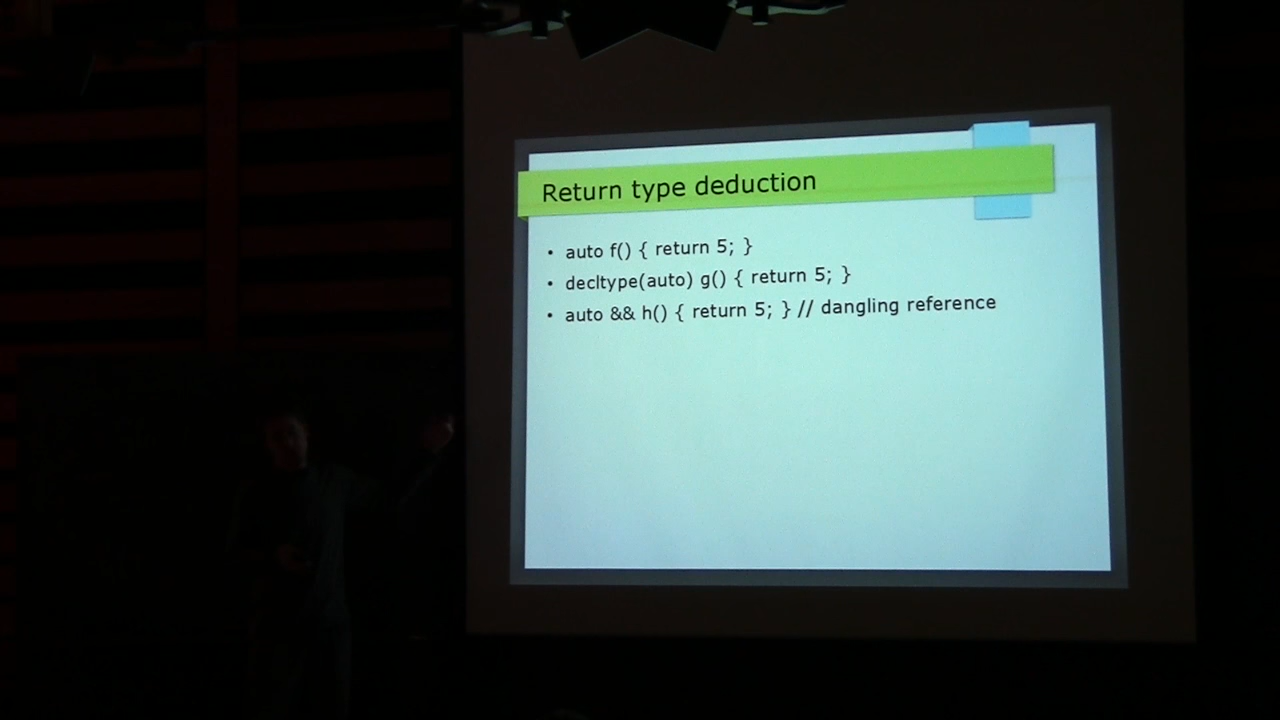 Return type deduction
• auto f() { return 5; }
• decltype(auto) g() { return 5; }
• auto && h() { return 5; } // dangling reference